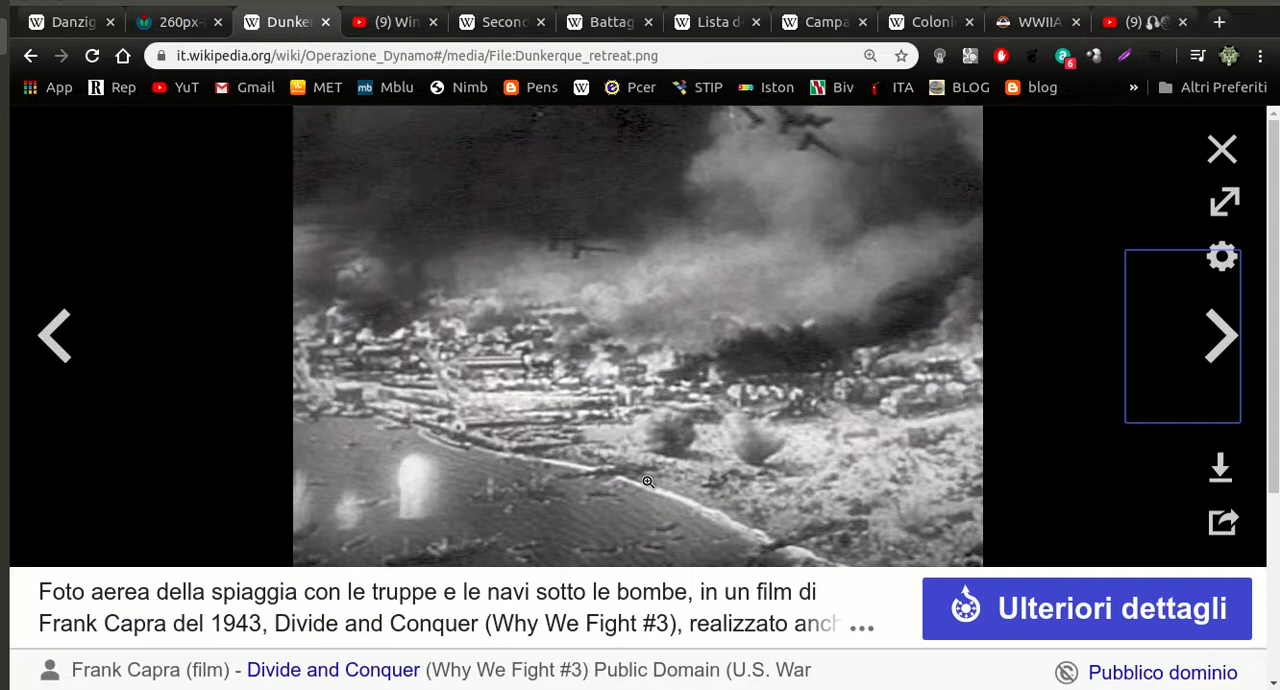 Danzig
260px-
Dunker
(9) Win
Second
Battag
Lista d
Campa
Coloni
WWIIA
(9)
it.wikipedia.org/wiki/Operazione_Dynamo#/media/File:Dunkerque_retreat.png
6
App Rep YuT Gmail MET Mblu Nimb Pens Pcer STIP Iston Biv ITA BLOG blog » Altri Preferiti
Foto aerea della spiaggia con le truppe e le navi sotto le bombe, in un film di
Frank Capra del 1943, Divide and Conquer (Why We Fight #3), realizzato anch ...
Ulteriori dettagli
Frank Capra (film) - Divide and Conquer (Why We Fight #3) Public Domain (U.S. War
Pubblico dominio